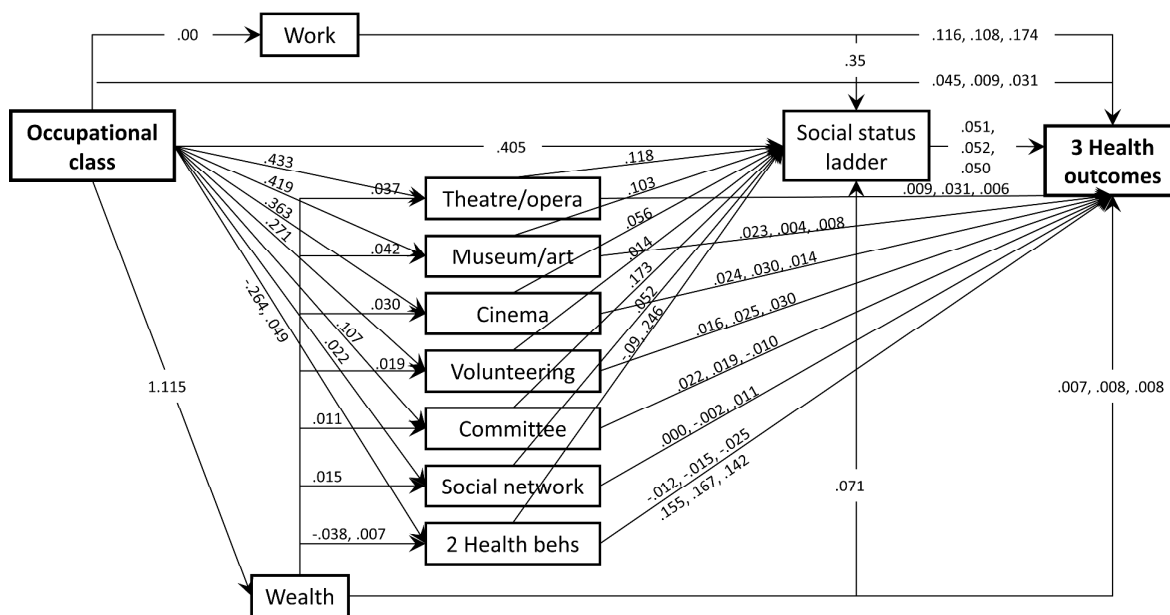 .00
Work
.116, .108, .174
.35
.045, .009, .031
Occupational
class
.405
Social status
ladder
.051,
.052,
.050
3 Health
outcomes
.433
.118
.037
Theatre/opera
.009, .031, .006
.419
.103
.042
Museum/art
.023, .004, .008
.363
.056
.030
Cinema
.024, .030, .014
.271
.014
.019
Volunteering
.016, .025, .030
.107
.173
.011
Committee
.022, .019, -.010
.022
.052
.015
Social network
.000, -.002, .011
-.264, .049
-.09, .246
-.038, .007
2 Health behs
-.012, -.015, -.025
.155, .167, .142
1.115
.071
.007, .008, .008
Wealth